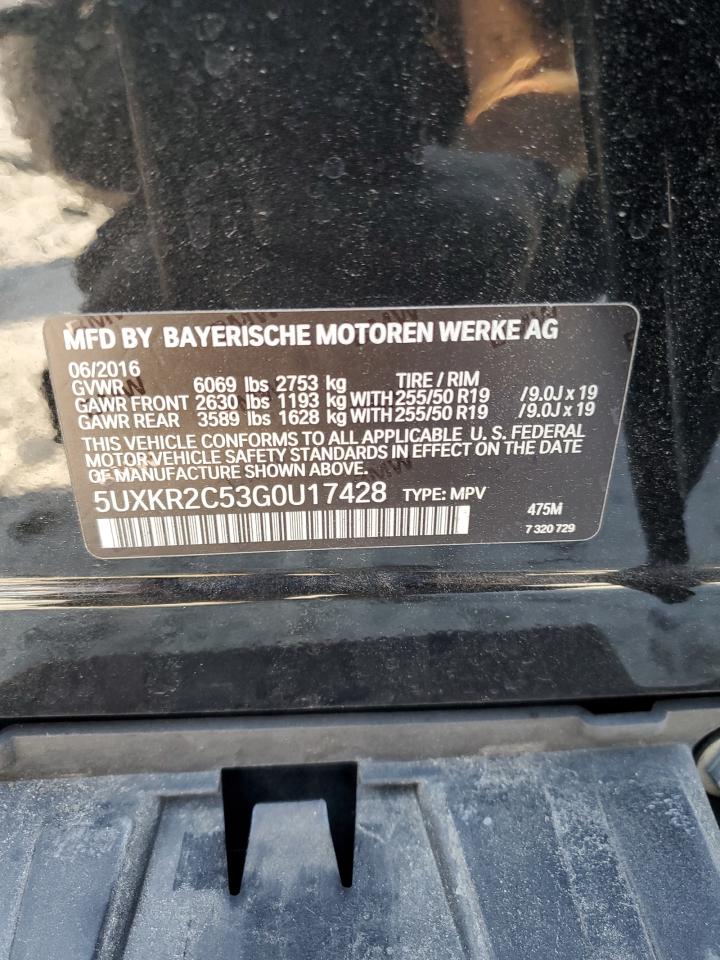 MFD BY BAYERISCHE MOTOREN WERKE AG
06/2016
GVWR 6069 lbs 2753 kg TIRE / RIM
GAWR FRONT 2630 lbs 1193 kg WITH 255/50 R19 /9.0J x 19
GAWR REAR 3589 lbs 1628 kg WITH 255/50 R19 /9.0J x 19
THIS VEHICLE CONFORMS TO ALL APPLICABLE U. S. FEDERAL
MOTOR VEHICLE SAFETY STANDARDS IN EFFECT ON THE DATE
OF MANUFACTURE SHOWN ABOVE.
5UXKR2C53G0U17428 TYPE: MPV 475M
7 320 729